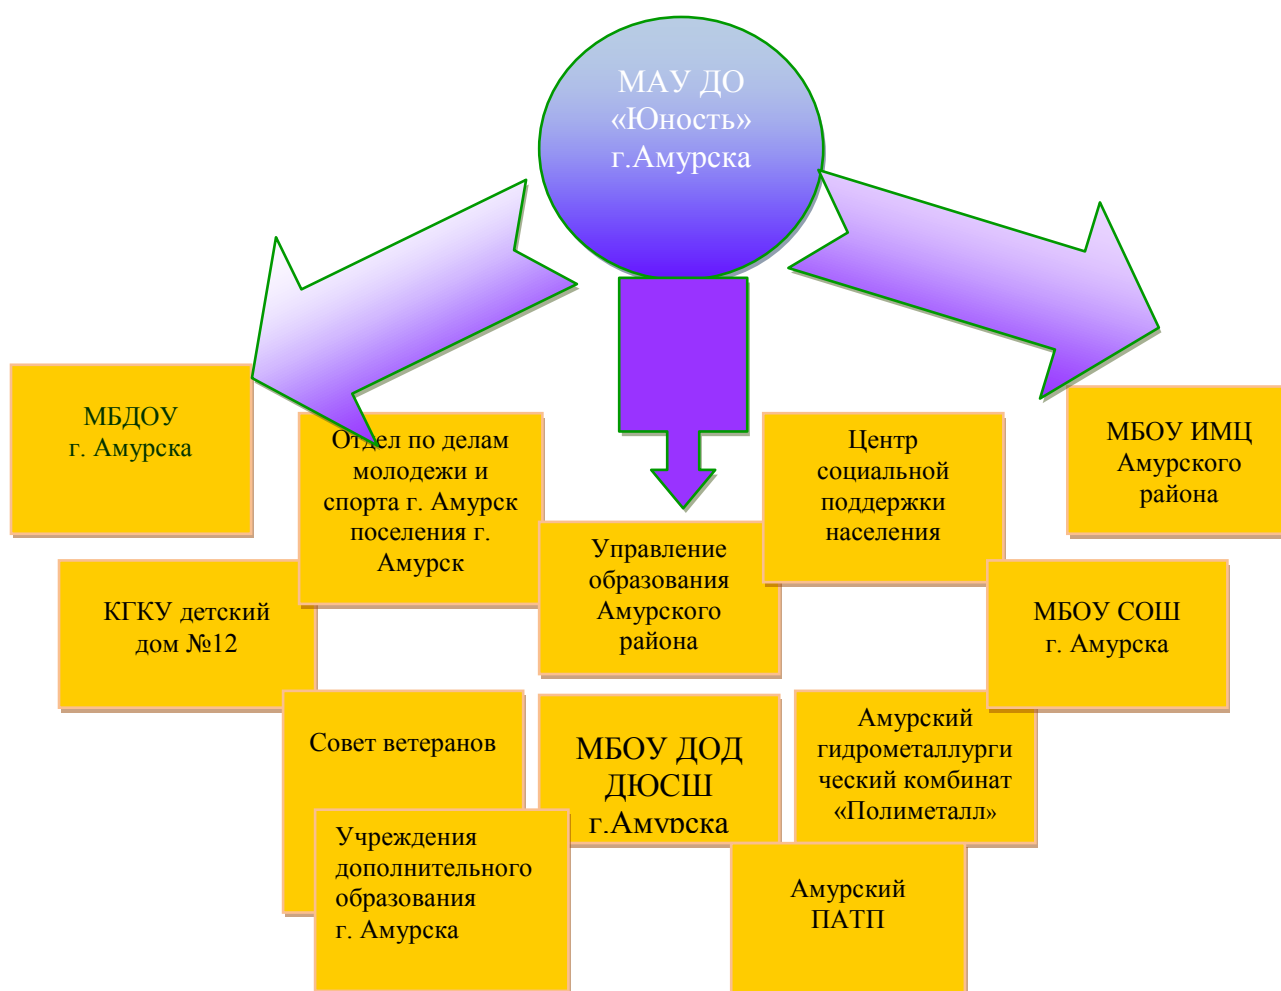 МАУ ДО
«Юность»
г.Амурска
МБДОУ
г. Амурска
Отдел по делам
молодежи и
спорта г. Амурск
поселения г.
Амурск
Управление
образования
Амурского
района
Центр
социальной
поддержки
населения
МБОУ ИМЦ
Амурского
района
КГКУ детский
дом №12
МБОУ СОШ
г. Амурска
Совет ветеранов
МБОУ ДОД
ДЮСШ
г.Амурска
Амурский
гидрометаллурги
ческий комбинат
«Полиметалл»
Учреждения
дополнительного
образования
г. Амурска
Амурский
ПАТП